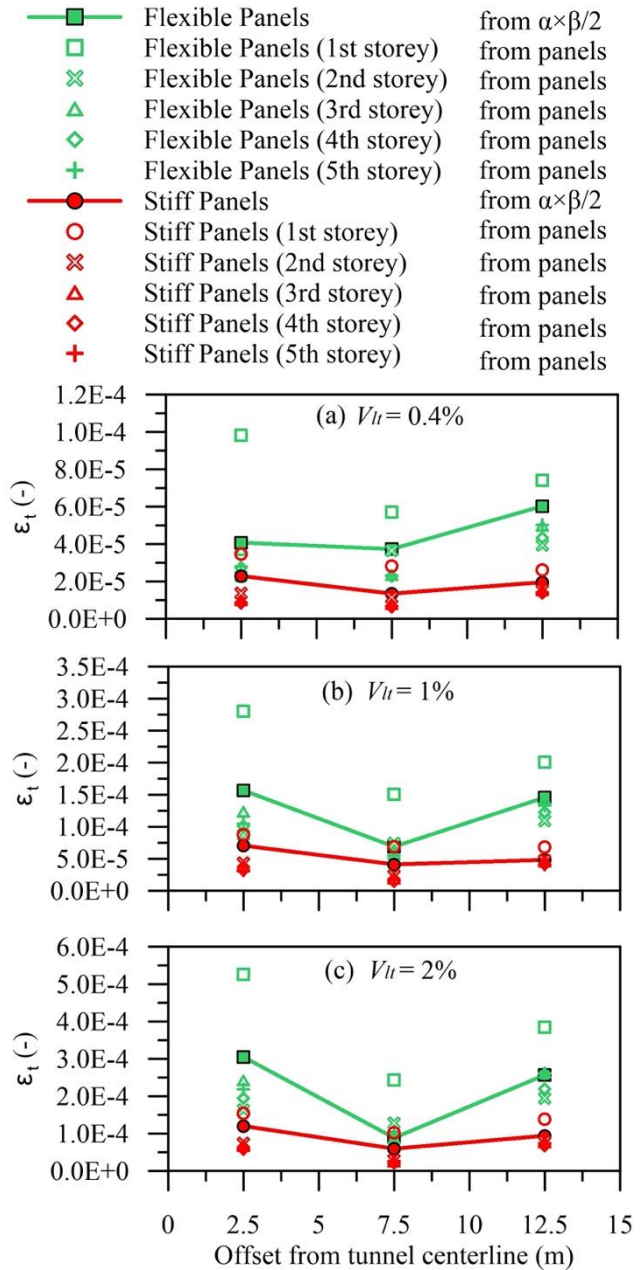 Flexible Panels from α×β/2
Flexible Panels (1st storey) from panels
Flexible Panels (2nd storey) from panels
Flexible Panels (3rd storey) from panels
Flexible Panels (4th storey) from panels
Flexible Panels (5th storey) from panels
Stiff Panels from α×β/2
Stiff Panels (1st storey) from panels
Stiff Panels (2nd storey) from panels
Stiff Panels (3rd storey) from panels
Stiff Panels (4th storey) from panels
Stiff Panels (5th storey) from panels
(a) Vlt = 0.4%
εt (-)
1.2E-4
1.0E-4
8.0E-5
6.0E-5
4.0E-5
2.0E-5
0.0E+0
(b) Vlt = 1%
εt (-)
3.5E-4
3.0E-4
2.5E-4
2.0E-4
1.5E-4
1.0E-4
5.0E-5
0.0E+0
(c) Vlt = 2%
εt (-)
6.0E-4
5.0E-4
4.0E-4
3.0E-4
2.0E-4
1.0E-4
0.0E+0
0 2.5 5 7.5 10 12.5 15
Offset from tunnel centerline (m)